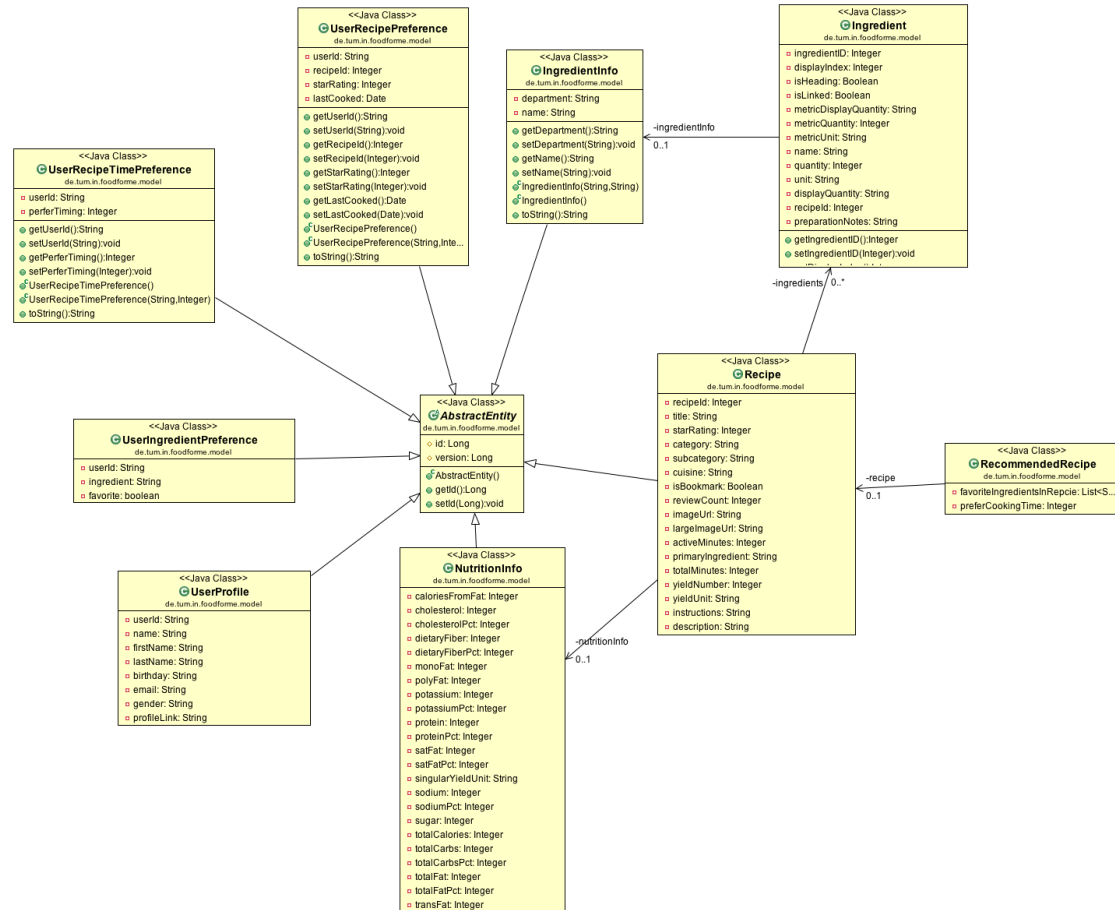 <<Java Class>>
UserRecipePreference
de.tum.in.foodforme.model
userId: String
recipeId: Integer
starRating: Integer
lastCooked: Date
getUserId():String
setUserId(String):void
getRecipeId():Integer
setRecipeId(Integer):void
getStarRating():Integer
setStarRating(Integer):void
getLastCooked():Date
setLastCooked(Date):void
UserRecipePreference()
UserRecipePreference(String,Inte...
toString():String
<<Java Class>>
IngredientInfo
de.tum.in.foodforme.model
department: String
name: String
getDepartment():String
setDepartment(String):void
getName():String
setName(String):void
IngredientInfo(String,String)
IngredientInfo()
toString():String
-ingredientInfo
0..1
<<Java Class>>
Ingredient
de.tum.in.foodforme.model
ingredientID: Integer
displayIndex: Integer
isHeading: Boolean
isLinked: Boolean
metricDisplayQuantity: String
metricQuantity: Integer
metricUnit: String
name: String
quantity: Integer
unit: String
displayQuantity: String
recipeId: Integer
preparationNotes: String
getIngredientID():Integer
setIngredientID(Integer):void
-ingredients
0..*
<<Java Class>>
UserRecipeTimePreference
de.tum.in.foodforme.model
userId: String
perferTiming: Integer
getUserId():String
setUserId(String):void
getPerferTiming():Integer
setPerferTiming(Integer):void
UserRecipeTimePreference()
UserRecipeTimePreference(String,Integer)
toString():String
<<Java Class>>
AbstractEntity
de.tum.in.foodforme.model
id: Long
version: Long
AbstractEntity()
getId():Long
setId(Long):void
<<Java Class>>
Recipe
de.tum.in.foodforme.model
recipeId: Integer
title: String
starRating: Integer
category: String
subcategory: String
cuisine: String
isBookmark: Boolean
reviewCount: Integer
imageUrl: String
largeImageUrl: String
activeMinutes: Integer
primaryIngredient: String
totalMinutes: Integer
yieldNumber: Integer
yieldUnit: String
instructions: String
description: String
-recipe
0..1
<<Java Class>>
RecommendedRecipe
de.tum.in.foodforme.model
favoriteIngredientsInRepcie: List<S...
preferCookingTime: Integer
<<Java Class>>
UserIngredientPreference
de.tum.in.foodforme.model
userId: String
ingredient: String
favorite: boolean
<<Java Class>>
UserProfile
de.tum.in.foodforme.model
userId: String
name: String
firstName: String
lastName: String
birthday: String
email: String
gender: String
profileLink: String
<<Java Class>>
NutritionInfo
de.tum.in.foodforme.model
caloriesFromFat: Integer
cholesterol: Integer
cholesterolPct: Integer
dietaryFiber: Integer
dietaryFiberPct: Integer
monoFat: Integer
polyFat: Integer
potassium: Integer
potassiumPct: Integer
protein: Integer
proteinPct: Integer
satFat: Integer
satFatPct: Integer
singularYieldUnit: String
sodium: Integer
sodiumPct: Integer
sugar: Integer
totalCalories: Integer
totalCarbs: Integer
totalCarbsPct: Integer
totalFat: Integer
totalFatPct: Integer
transFat: Integer
-nutritionInfo
0..1